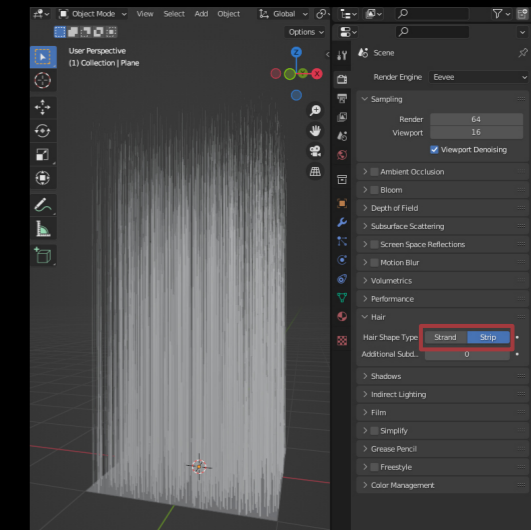 Object Mode View Select Add Object Global
Options
User Perspective
(1) Collection | Plane
Z
Y
X
Scene
Render Engine Eevee
Sampling
Render 64
Viewport 16
Viewport Denoising
Ambient Occlusion
Bloom
Depth of Field
Subsurface Scattering
Screen Space Reflections
Motion Blur
Volumetrics
Performance
Hair
Hair Shape Type Strand Strip
Additional Subd.. 0
Shadows
Indirect Lighting
Film
Simplify
Grease Pencil
Freestyle
Color Management